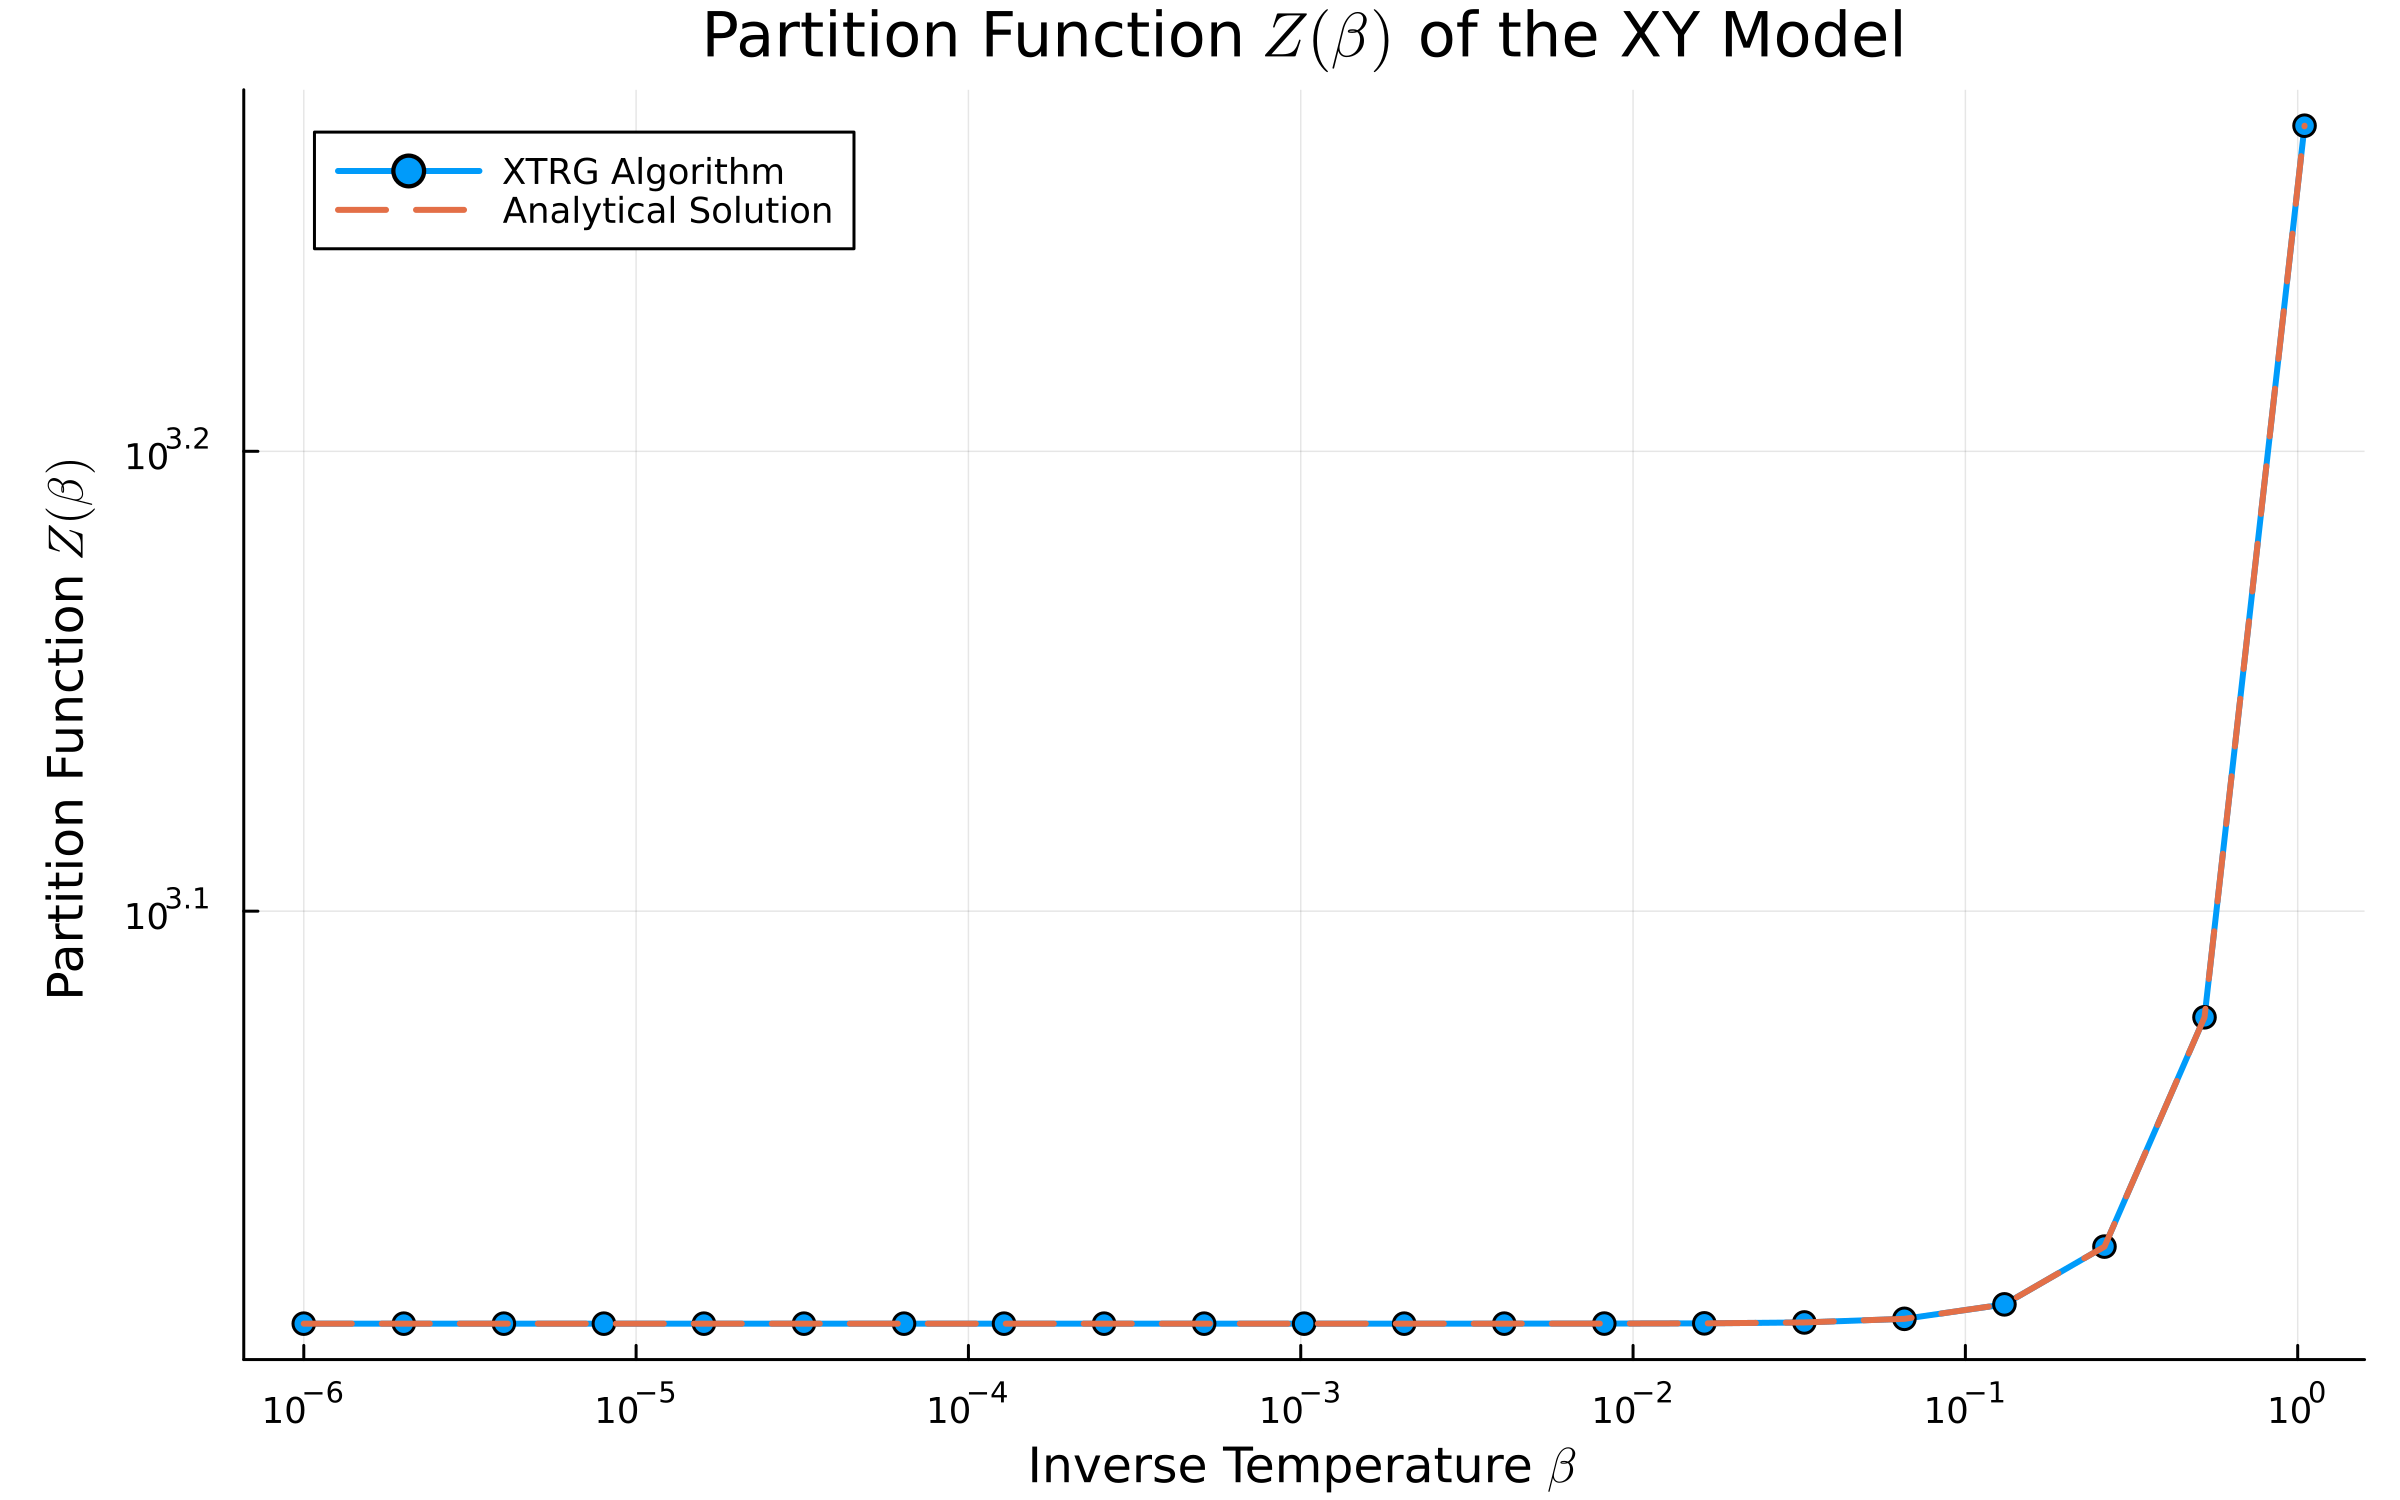 Partition Function Z(β) of the XY Model
XTRG Algorithm
Analytical Solution
Partition Function Z(β)
10^3.2
10^3.1
10^−6 10^−5 10^−4 10^−3 10^−2 10^−1 10^0
Inverse Temperature β